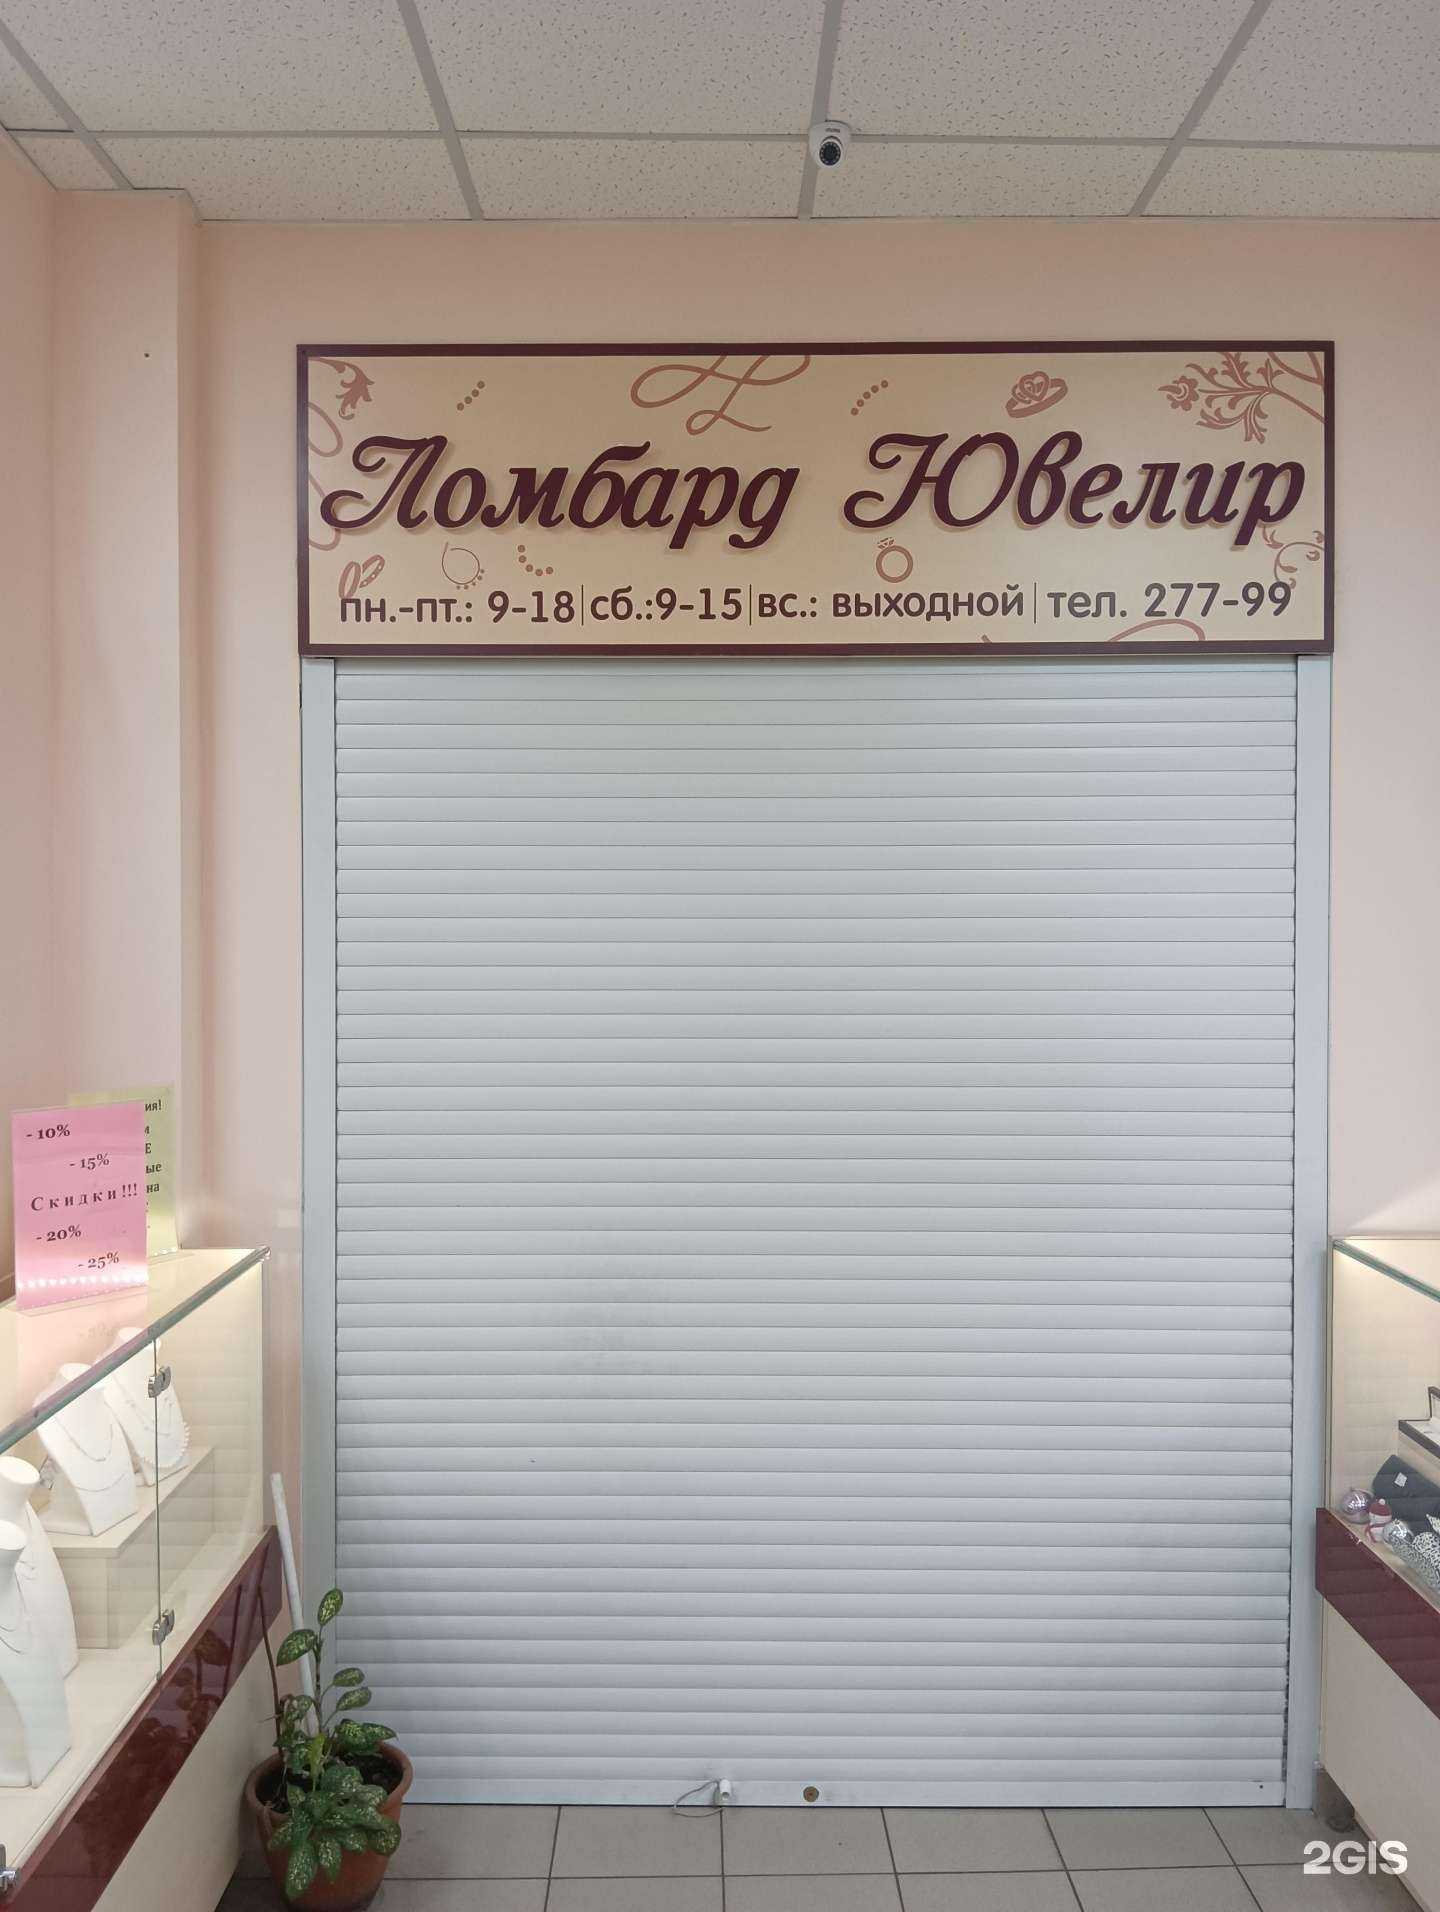 Ломбард Ювелир
пн.-пт.: 9-18|сб.:9-15|вс.: выходной|тел. 277-99
- 10%
- 15%
Скидки!!!
- 20%
- 25%
2GIS